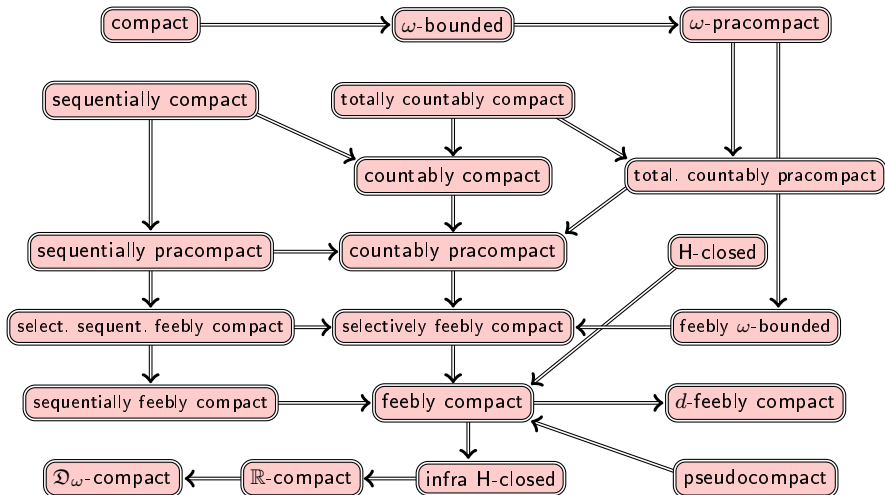 compact ω-bounded ω-pracompact
sequentially compact totally countably compact
countably compact total. countably pracompact
sequentially pracompact countably pracompact H-closed
select. sequent. feebly compact selectively feebly compact feebly ω-bounded
sequentially feebly compact feebly compact d-feebly compact
𝔇ω-compact ℝ-compact infra H-closed pseudocompact